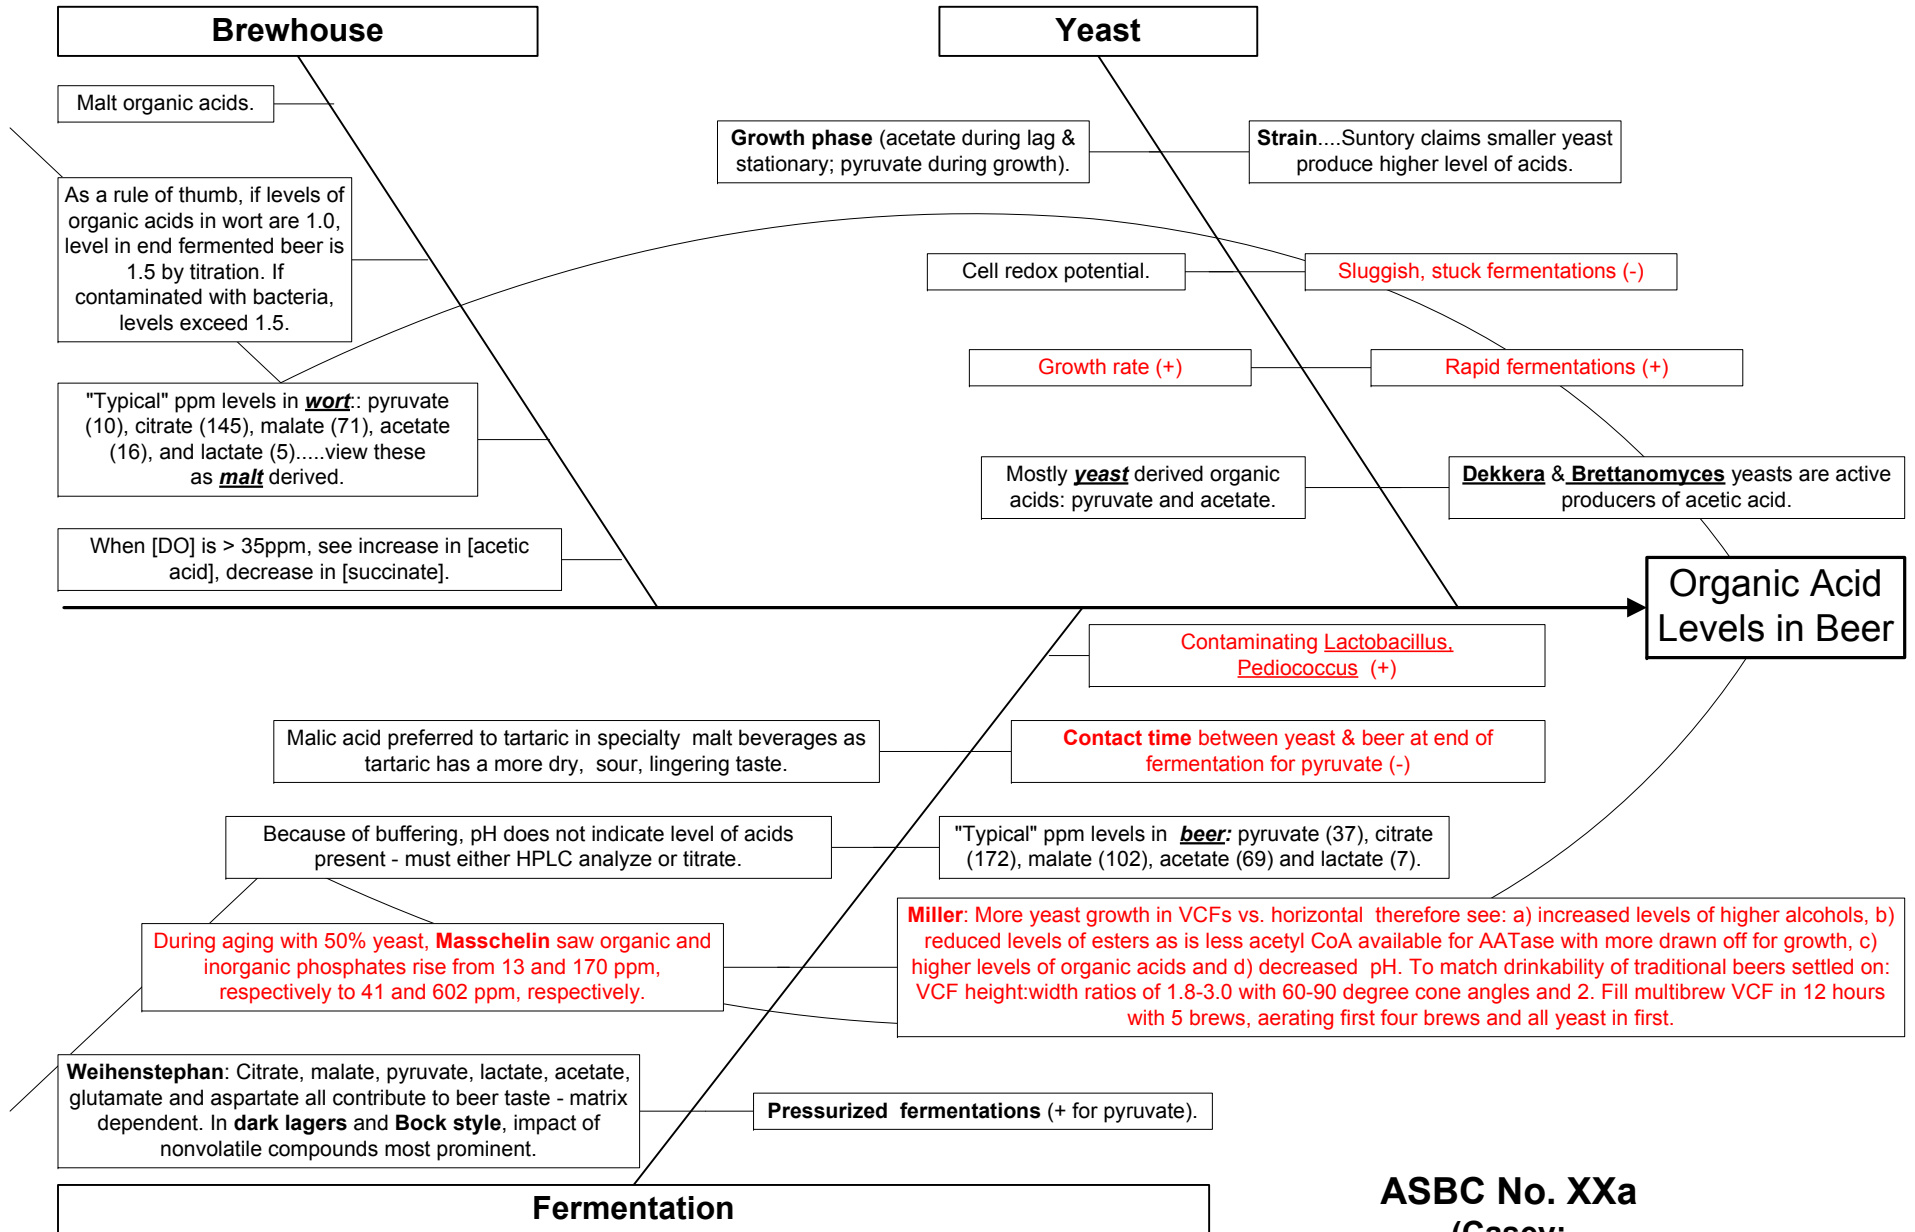 Brewhouse
Yeast
Malt organic acids.
Growth phase (acetate during lag &
stationary; pyruvate during growth).
Strain....Suntory claims smaller yeast
produce higher level of acids.
As a rule of thumb, if levels of
organic acids in wort are 1.0,
level in end fermented beer is
1.5 by titration. If
contaminated with bacteria,
levels exceed 1.5.
Cell redox potential.
Sluggish, stuck fermentations (-)
Growth rate (+)
Rapid fermentations (+)
"Typical" ppm levels in wort:: pyruvate
(10), citrate (145), malate (71), acetate
(16), and lactate (5).....view these
as malt derived.
Mostly yeast derived organic
acids: pyruvate and acetate.
Dekkera & Brettanomyces yeasts are active
producers of acetic acid.
When [DO] is > 35ppm, see increase in [acetic
acid], decrease in [succinate].
Organic Acid
Levels in Beer
Contaminating Lactobacillus,
Pediococcus (+)
Malic acid preferred to tartaric in specialty malt beverages as
tartaric has a more dry, sour, lingering taste.
Contact time between yeast & beer at end of
fermentation for pyruvate (-)
Because of buffering, pH does not indicate level of acids
present - must either HPLC analyze or titrate.
"Typical" ppm levels in beer: pyruvate (37), citrate
(172), malate (102), acetate (69) and lactate (7).
During aging with 50% yeast, Masschelin saw organic and
inorganic phosphates rise from 13 and 170 ppm,
respectively to 41 and 602 ppm, respectively.
Miller: More yeast growth in VCFs vs. horizontal therefore see: a) increased levels of higher alcohols, b)
reduced levels of esters as is less acetyl CoA available for AATase with more drawn off for growth, c)
higher levels of organic acids and d) decreased pH. To match drinkability of traditional beers settled on:
VCF height:width ratios of 1.8-3.0 with 60-90 degree cone angles and 2. Fill multibrew VCF in 12 hours
with 5 brews, aerating first four brews and all yeast in first.
Weihenstephan: Citrate, malate, pyruvate, lactate, acetate,
glutamate and aspartate all contribute to beer taste - matrix
dependent. In dark lagers and Bock style, impact of
nonvolatile compounds most prominent.
Pressurized fermentations (+ for pyruvate).
Fermentation
ASBC No. XXa
(Casey: